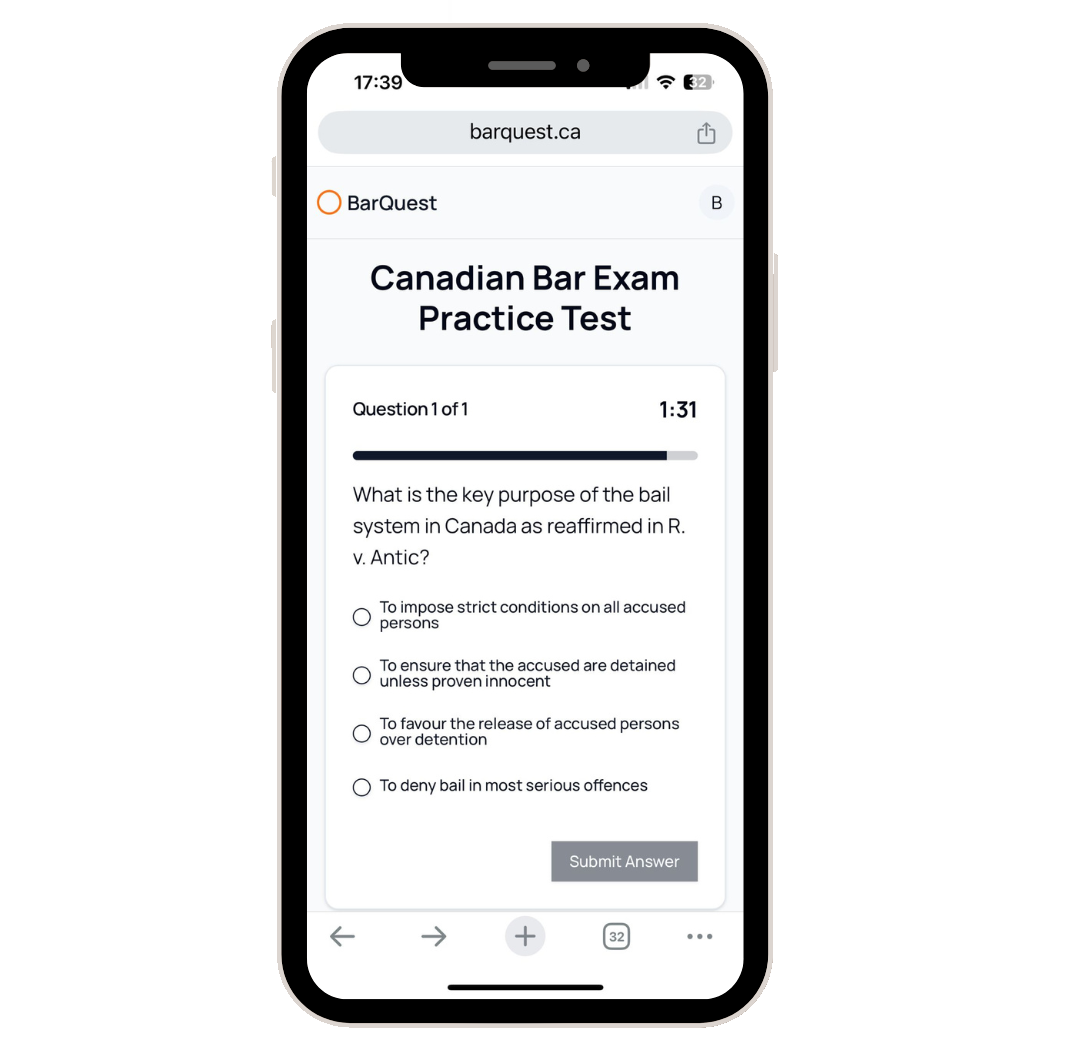 17:39
32
barquest.ca
BarQuest
B
Canadian Bar Exam
Practice Test
Question 1 of 1
1:31
What is the key purpose of the bail
system in Canada as reaffirmed in R.
v. Antic?
To impose strict conditions on all accused
persons
To ensure that the accused are detained
unless proven innocent
To favour the release of accused persons
over detention
To deny bail in most serious offences
Submit Answer
32